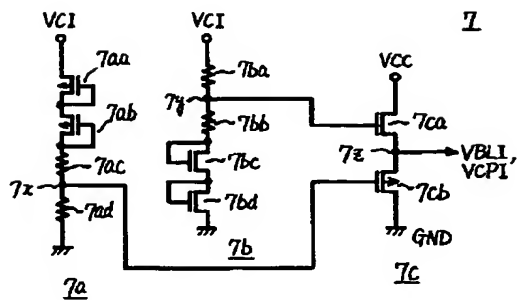 VCI
VCI
7
7aa
7ba
VCC
7ab
7y
7bb
7ca
7ac
7bc
7z
VBLI,
VCPI
7x
7ad
7bd
7cb
GND
7a
7b
7c